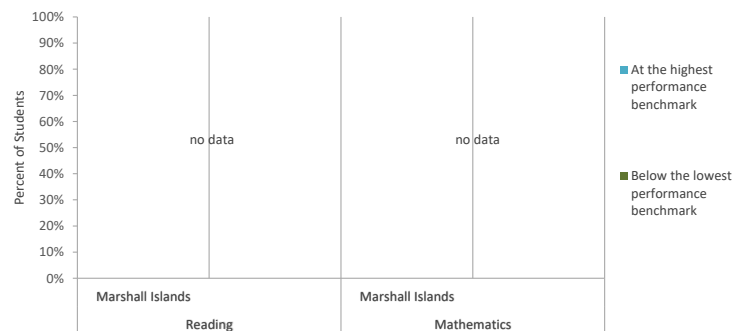 100%
90%
80%
70%
60%
50%
40%
30%
20%
10%
0%
Percent of Students
no data
no data
Marshall Islands
Marshall Islands
Reading
Mathematics
At the highest
performance
benchmark
Below the lowest
performance
benchmark